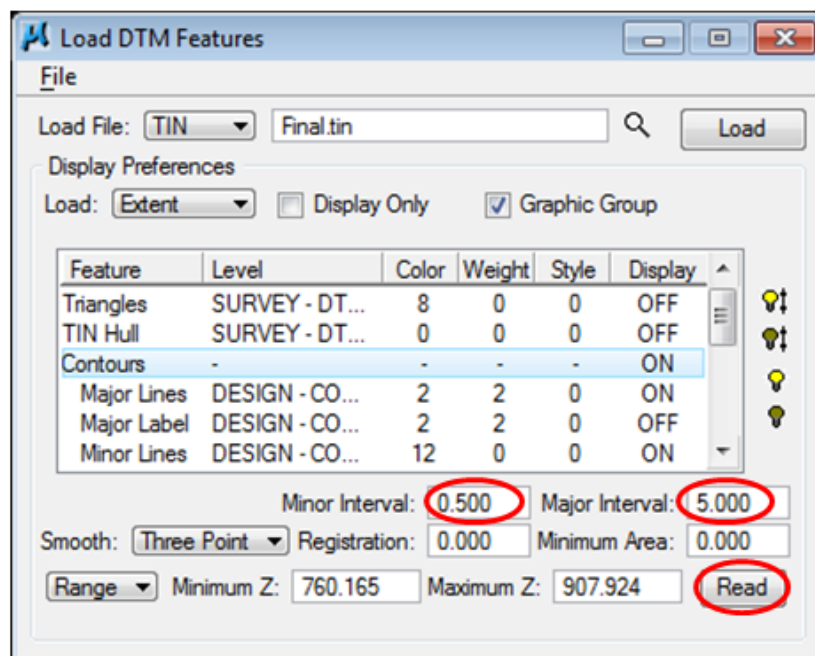 Load DTM Features
File
Load File: TIN Final.tin Load
Display Preferences
Load: Extent Display Only Graphic Group
Feature Level Color Weight Style Display
Triangles SURVEY - DT... 8 0 0 OFF
TIN Hull SURVEY - DT... 0 0 0 OFF
Contours - - - - ON
Major Lines DESIGN - CO... 2 2 0 ON
Major Label DESIGN - CO... 2 2 0 OFF
Minor Lines DESIGN - CO... 12 0 0 ON
Minor Interval: 0.500 Major Interval: 5.000
Smooth: Three Point Registration: 0.000 Minimum Area: 0.000
Range Minimum Z: 760.165 Maximum Z: 907.924 Read